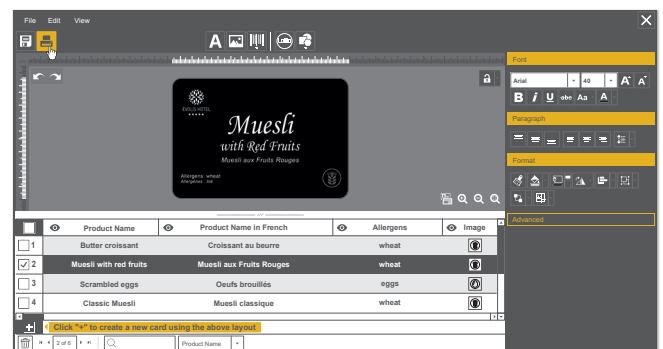 File Edit View
A
Font
Arial 40 A A
B i U abc Aa A
EVOLIS HOTEL
Muesli
with Red Fruits
Muesli aux Fruits Rouges
Allergens: wheat
Allergènes : blé
Paragraph
Format
Advanced
Product Name Product Name in French Allergens Image
1 Butter croissant Croissant au beurre wheat
2 Muesli with red fruits Muesli aux Fruits Rouges wheat
3 Scrambled eggs Oeufs brouillés eggs
4 Classic Muesli Muesli classique wheat
Click "+" to create a new card using the above layout
2 of 6 Product Name